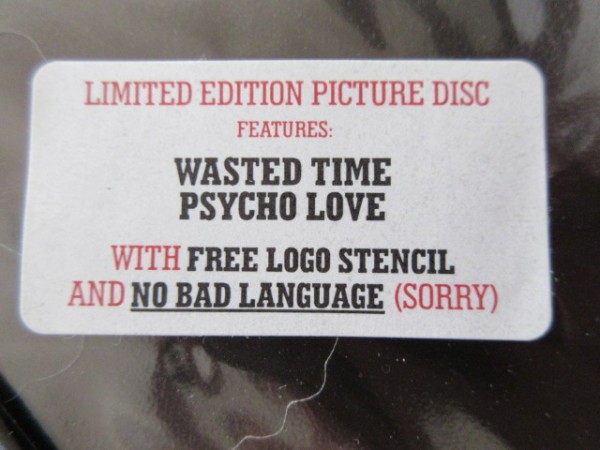 LIMITED EDITION PICTURE DISC
FEATURES:
WASTED TIME
PSYCHO LOVE
WITH FREE LOGO STENCIL
AND NO BAD LANGUAGE (SORRY)